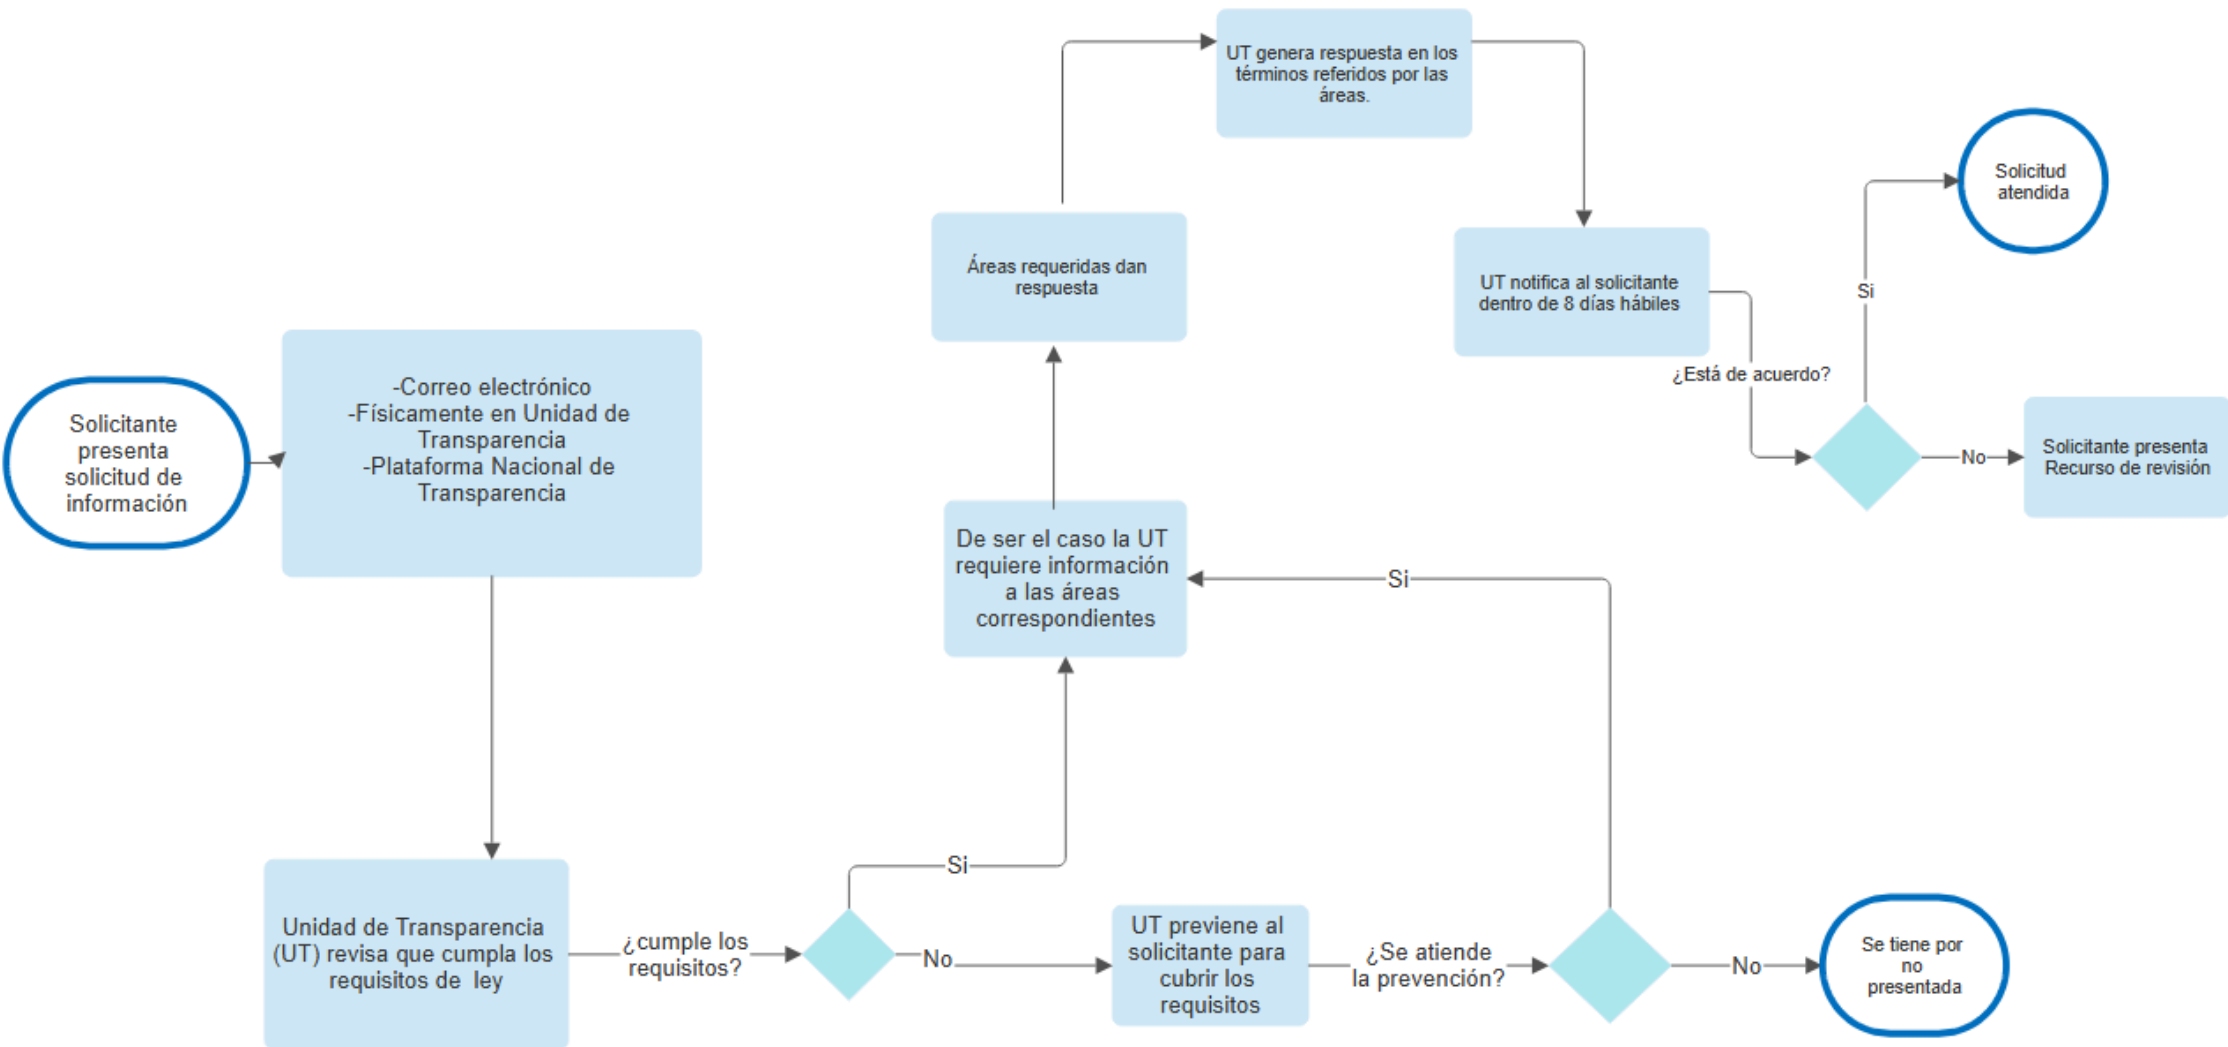 Solicitante
presenta
solicitud de
información
-Correo electrónico
-Físicamente en Unidad de
Transparencia
-Plataforma Nacional de
Transparencia
Unidad de Transparencia
(UT) revisa que cumpla los
requisitos de ley
¿cumple los
requisitos?
Si
No
UT previene al
solicitante para
cubrir los
requisitos
¿Se atiende
la prevención?
Si
No
Se tiene por
no
presentada
De ser el caso la UT
requiere información
a las áreas
correspondientes
Áreas requeridas dan
respuesta
UT genera respuesta en los
términos referidos por las
áreas.
UT notifica al solicitante
dentro de 8 días hábiles
¿Está de acuerdo?
Si
Solicitud
atendida
No
Solicitante presenta
Recurso de revisión